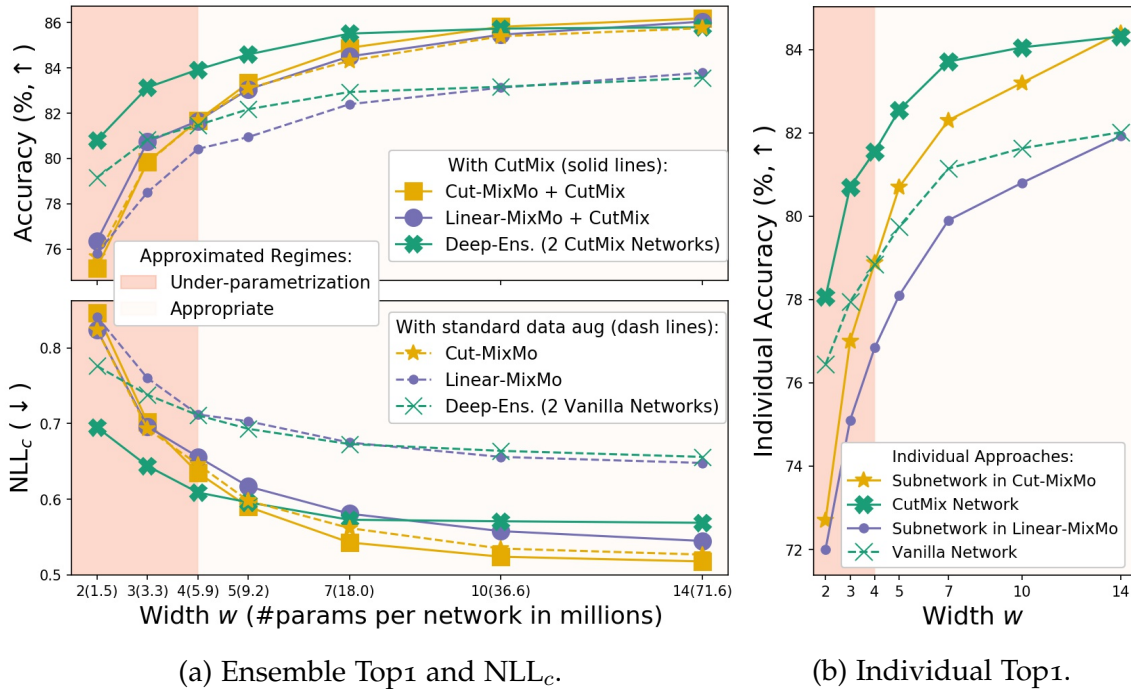 86
84
82
80
78
76
Accuracy (%, ↑)
With CutMix (solid lines):
Cut-MixMo + CutMix
Linear-MixMo + CutMix
Deep-Ens. (2 CutMix Networks)
Approximated Regimes:
Under-parametrization
Appropriate
0.8
0.7
0.6
0.5
NLLc (↓)
With standard data aug (dash lines):
Cut-MixMo
Linear-MixMo
Deep-Ens. (2 Vanilla Networks)
2(1.5) 3(3.3) 4(5.9) 5(9.2) 7(18.0) 10(36.6) 14(71.6)
Width w (#params per network in millions)
(a) Ensemble Top1 and NLLc.
84
82
80
78
76
74
72
Individual Accuracy (%, ↑)
Individual Approaches:
Subnetwork in Cut-MixMo
CutMix Network
Subnetwork in Linear-MixMo
Vanilla Network
2 3 4 5 7 10 14
Width w
(b) Individual Top1.